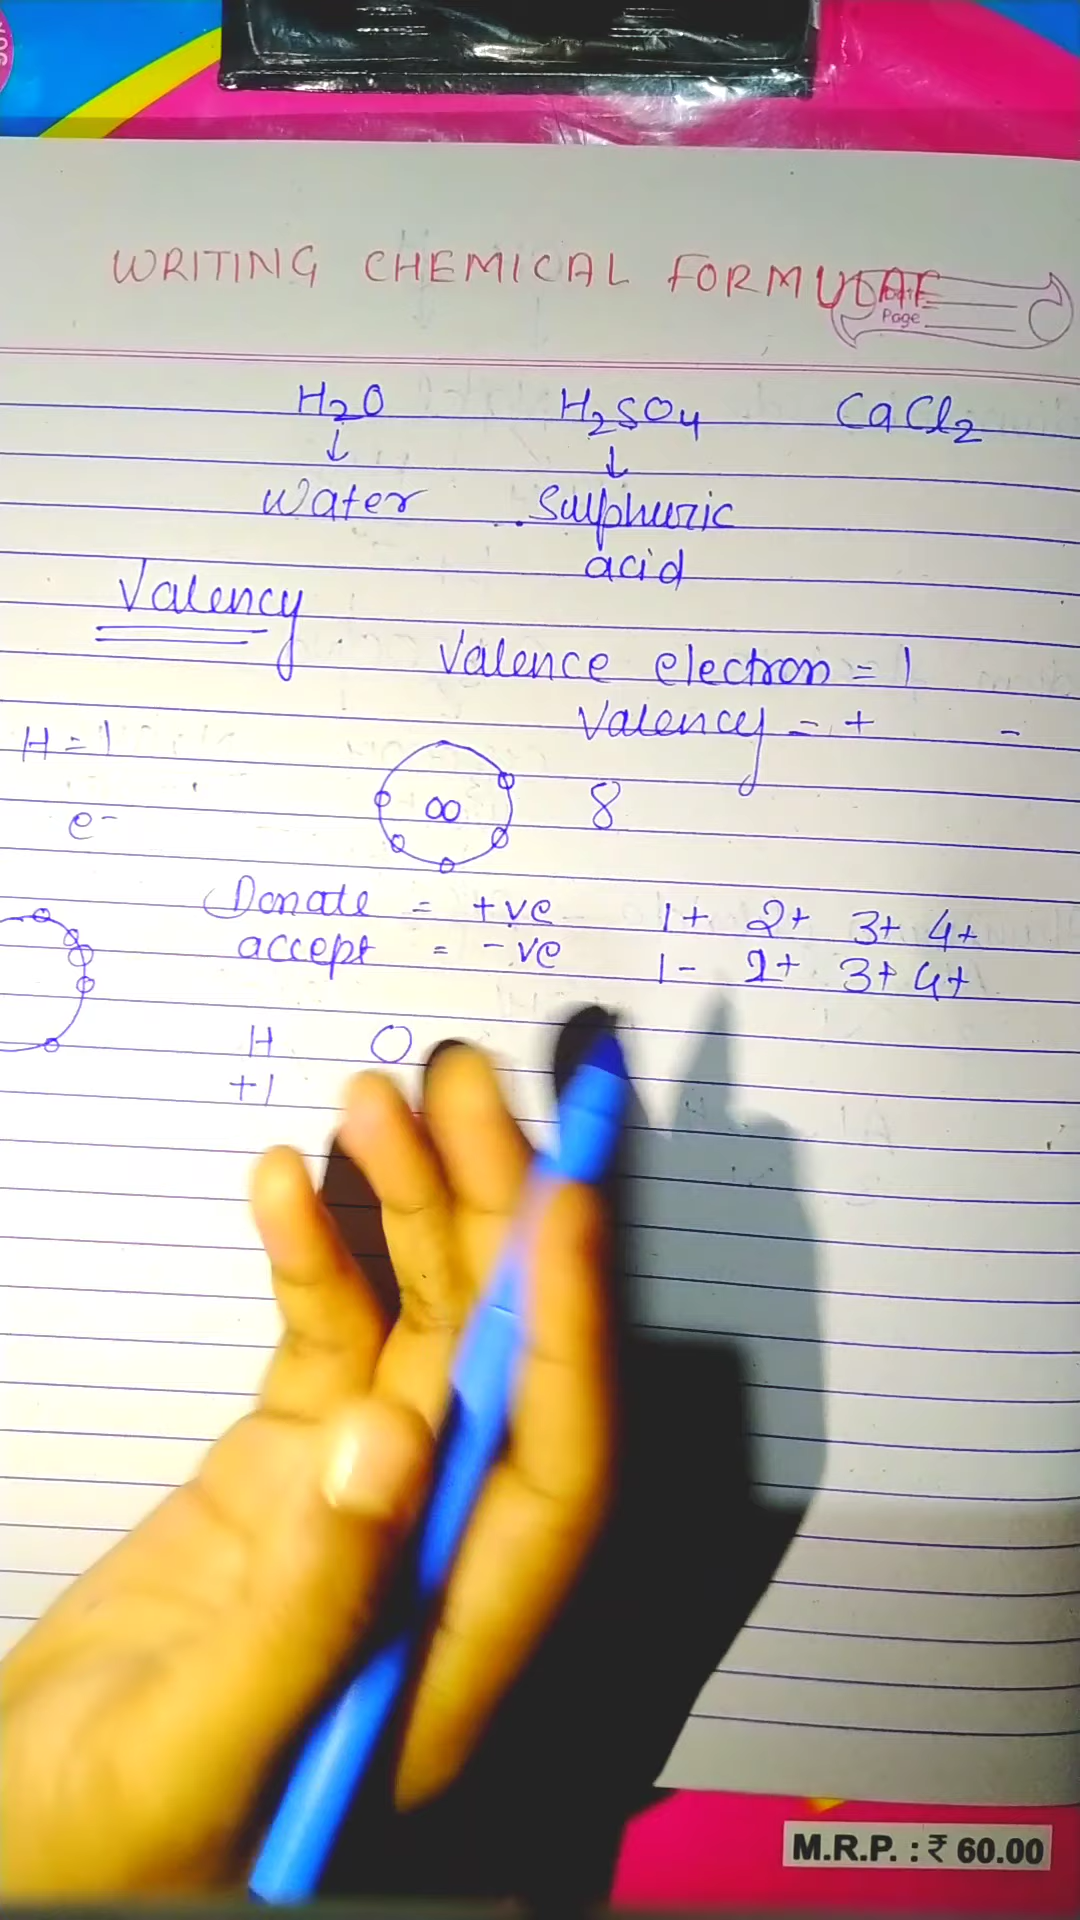 WRITING CHEMICAL FORMULAE
Page
H2O H2SO4 CaCl2
↓ ↓
Water Sulphuric
acid
Valency
Valence electron = 1
Valency = + -
H = 1
8
e-
Donate = +ve 1+ 2+ 3+ 4+
accept = -ve 1- 2+ 3+ 4+
H O
+1
M.R.P. : ₹ 60.00